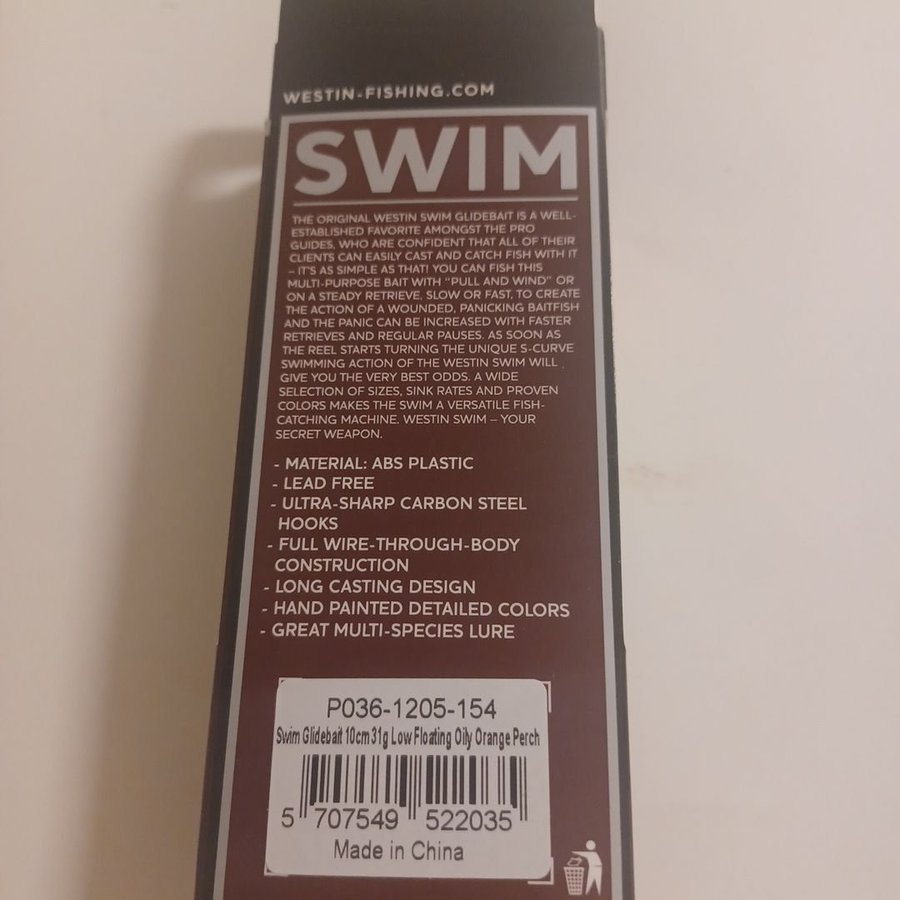 WESTIN-FISHING.COM
SWIM
THE ORIGINAL WESTIN SWIM GLIDEBAIT IS A WELL-
ESTABLISHED FAVORITE AMONGST THE PRO
GUIDES, WHO ARE CONFIDENT THAT ALL OF THEIR
CLIENTS CAN EASILY CAST AND CATCH FISH WITH IT
– IT'S AS SIMPLE AS THAT! YOU CAN FISH THIS
MULTI-PURPOSE BAIT WITH "PULL AND WIND" OR
ON A STEADY RETRIEVE, SLOW OR FAST, TO CREATE
THE ACTION OF A WOUNDED, PANICKING BAITFISH
AND THE PANIC CAN BE INCREASED WITH FASTER
RETRIEVES AND REGULAR PAUSES. AS SOON AS
THE REEL STARTS TURNING THE UNIQUE S-CURVE
SWIMMING ACTION OF THE WESTIN SWIM WILL
GIVE YOU THE VERY BEST ODDS. A WIDE
SELECTION OF SIZES, SINK RATES AND PROVEN
COLORS MAKES THE SWIM A VERSATILE FISH-
CATCHING MACHINE. WESTIN SWIM – YOUR
SECRET WEAPON.
- MATERIAL: ABS PLASTIC
- LEAD FREE
- ULTRA-SHARP CARBON STEEL
HOOKS
- FULL WIRE-THROUGH-BODY
CONSTRUCTION
- LONG CASTING DESIGN
- HAND PAINTED DETAILED COLORS
- GREAT MULTI-SPECIES LURE
P036-1205-154
Swim Glidebait 10cm 31g Low Floating Oily Orange Perch
5 707549 522035
Made in China